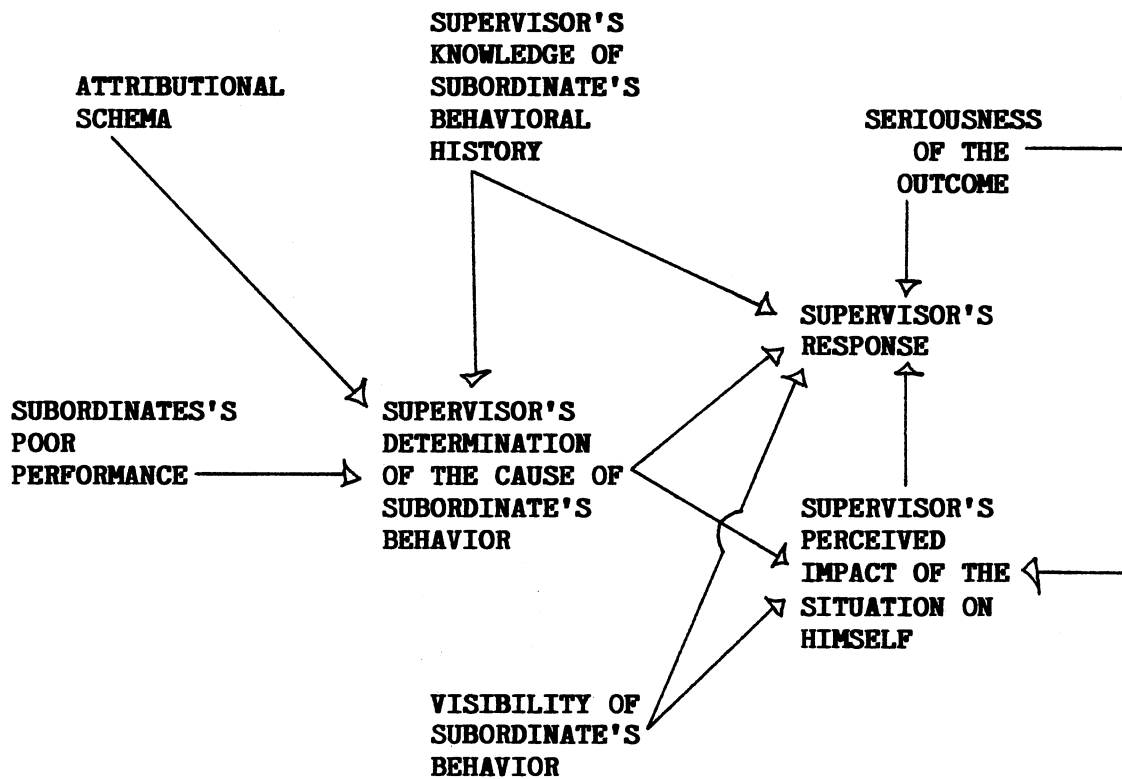 SUPERVISOR'S
KNOWLEDGE OF
SUBORDINATE'S
BEHAVIORAL
HISTORY
ATTRIBUTIONAL
SCHEMA
SERIOUSNESS
OF THE
OUTCOME
SUPERVISOR'S
RESPONSE
SUBORDINATES'S
POOR
PERFORMANCE
SUPERVISOR'S
DETERMINATION
OF THE CAUSE OF
SUBORDINATE'S
BEHAVIOR
SUPERVISOR'S
PERCEIVED
IMPACT OF THE
SITUATION ON
HIMSELF
VISIBILITY OF
SUBORDINATE'S
BEHAVIOR